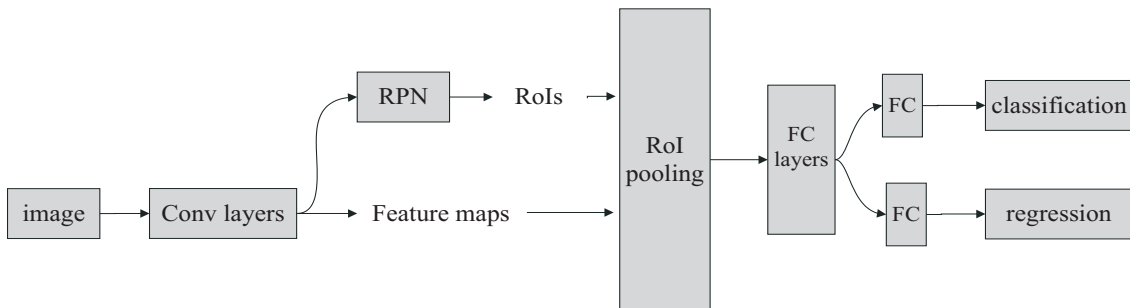 image
Conv layers
RPN
RoIs
Feature maps
RoI
pooling
FC
layers
FC
classification
FC
regression